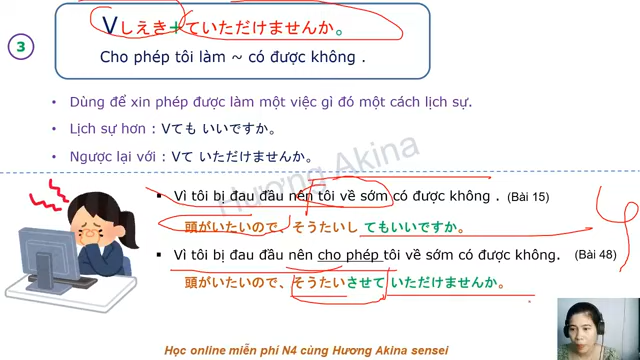 Vしえき+ていただけませんか。
3
Cho phép tôi làm ~ có được không .
• Dùng để xin phép được làm một việc gì đó một cách lịch sự.
• Lịch sự hơn : Vても いいですか。
• Ngược lại với : Vて いただけませんか。
Hương Akina
▪ Vì tôi bị đau đầu nên tôi về sớm có được không . (Bài 15)
頭がいたいので、そうたいし てもいいですか。
▪ Vì tôi bị đau đầu nên cho phép tôi về sớm có được không. (Bài 48)
頭がいたいので、そうたいさせて いただけませんか。
Học online miễn phí N4 cùng Hương Akina sensei